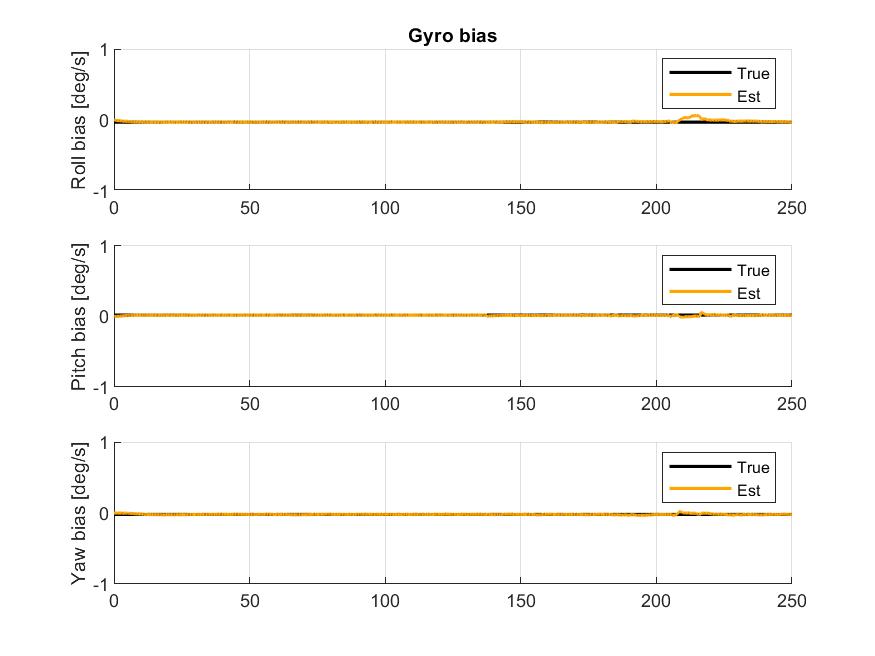 Gyro bias
Roll bias [deg/s]
1
0
-1
True
Est
0 50 100 150 200 250
Pitch bias [deg/s]
1
0
-1
True
Est
0 50 100 150 200 250
Yaw bias [deg/s]
1
0
-1
True
Est
0 50 100 150 200 250